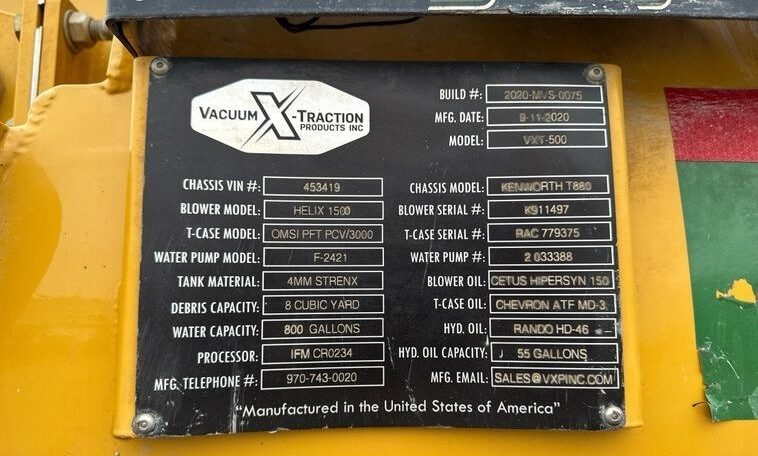 VACUUM X-TRACTION
PRODUCTS INC
BUILD #: 2020-MVS-0075
MFG. DATE: 9-11-2020
MODEL: VXT-500
CHASSIS VIN #: 453419 CHASSIS MODEL: KENWORTH T880
BLOWER MODEL: HELIX 1500 BLOWER SERIAL #: K911497
T-CASE MODEL: OMSI PFT PCV/3000 T-CASE SERIAL #: RAC 779375
WATER PUMP MODEL: F-2421 WATER PUMP #: 2 033388
TANK MATERIAL: 4MM STRENX BLOWER OIL: CETUS HIPERSYN 150
DEBRIS CAPACITY: 8 CUBIC YARD T-CASE OIL: CHEVRON ATF MD-3
WATER CAPACITY: 800 GALLONS HYD. OIL: RANDO HD-46
PROCESSOR: IFM CR0234 HYD. OIL CAPACITY: 55 GALLONS
MFG. TELEPHONE #: 970-743-0020 MFG. EMAIL: SALES@VXPINC.COM
"Manufactured in the United States of America"